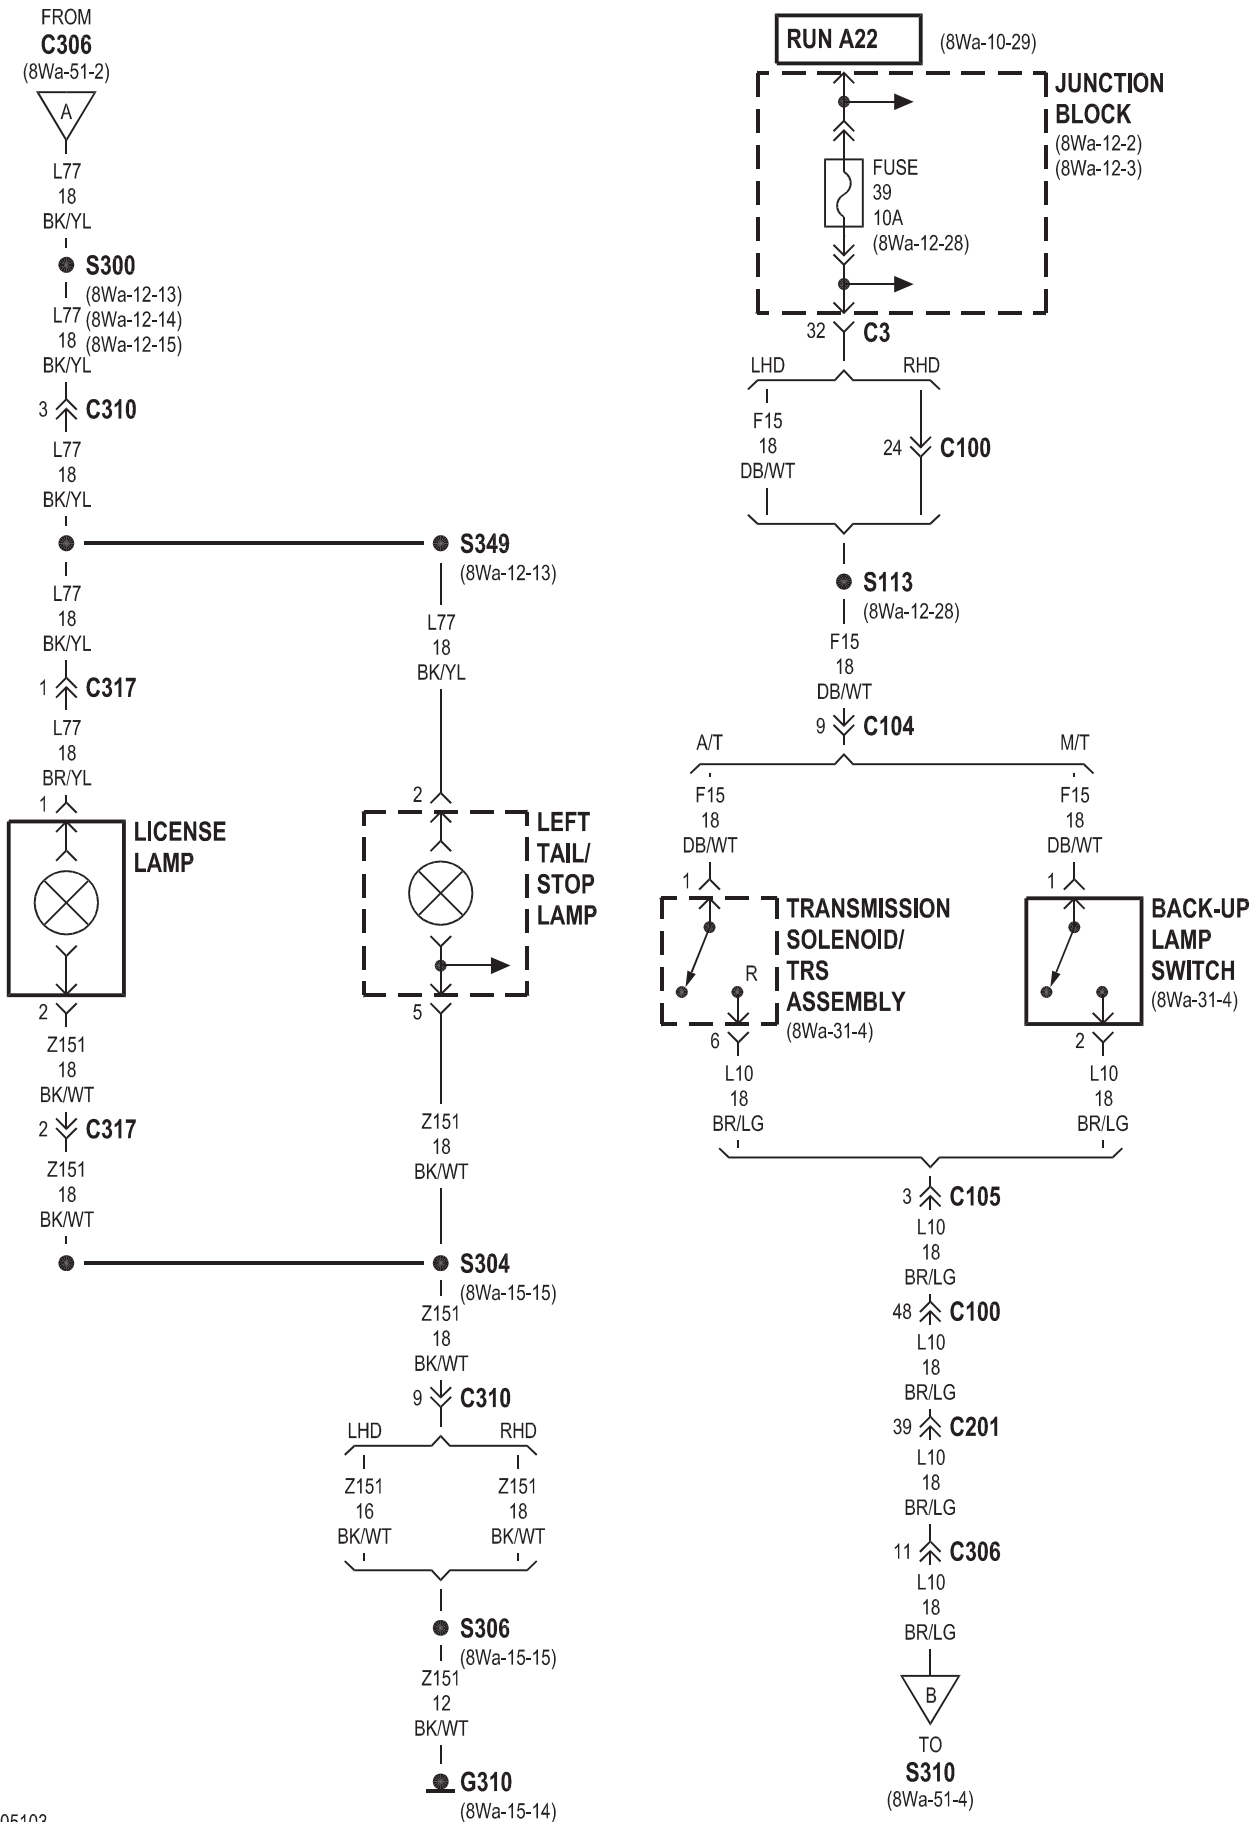 FROM
C306
(8Wa-51-2)
A
L77
18
BK/YL
S300
(8Wa-12-13)
L77 (8Wa-12-14)
18 (8Wa-12-15)
BK/YL
3 C310
L77
18
BK/YL
S349
(8Wa-12-13)
L77
18
BK/YL
L77
18
BK/YL
1 C317
L77
18
BR/YL
1
LICENSE
LAMP
2
LEFT
TAIL/
STOP
LAMP
2
5
Z151
18
BK/WT
2 C317
Z151
18
BK/WT
Z151
18
BK/WT
S304
(8Wa-15-15)
Z151
18
BK/WT
9 C310
LHD RHD
Z151 Z151
16 18
BK/WT BK/WT
S306
(8Wa-15-15)
Z151
12
BK/WT
G310
(8Wa-15-14)
RUN A22 (8Wa-10-29)
JUNCTION
BLOCK
(8Wa-12-2)
(8Wa-12-3)
FUSE
39
10A
(8Wa-12-28)
32 C3
LHD RHD
F15
18
DB/WT
24 C100
S113
(8Wa-12-28)
F15
18
DB/WT
9 C104
A/T M/T
F15 F15
18 18
DB/WT DB/WT
1 1
TRANSMISSION
SOLENOID/
TRS
ASSEMBLY
(8Wa-31-4)
R
BACK-UP
LAMP
SWITCH
(8Wa-31-4)
6 2
L10 L10
18 18
BR/LG BR/LG
3 C105
L10
18
BR/LG
48 C100
L10
18
BR/LG
39 C201
L10
18
BR/LG
11 C306
L10
18
BR/LG
B
TO
S310
(8Wa-51-4)